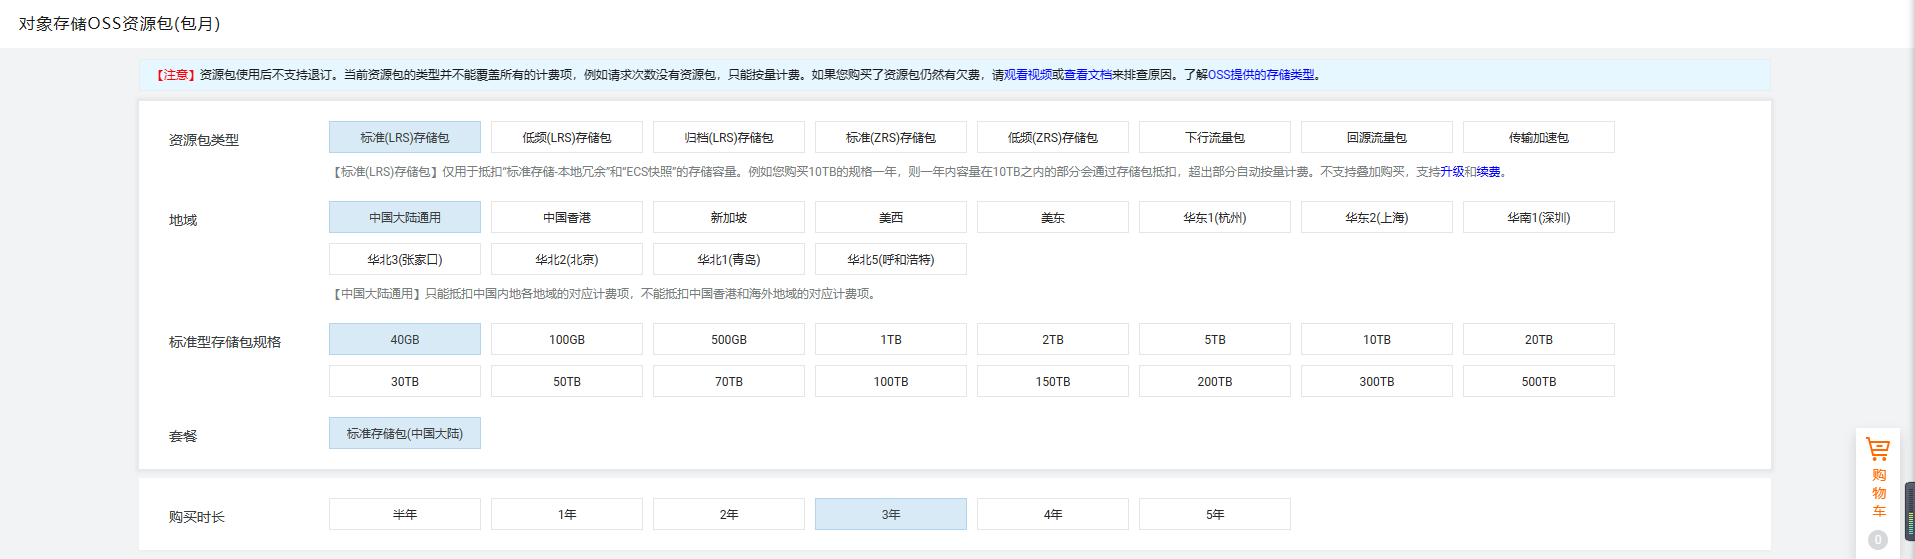 对象存储OSS资源包(包月)
【注意】资源包使用后不支持退订。当前资源包的类型并不能覆盖所有的计费项，例如请求次数没有资源包，只能按量计费。如果您购买了资源包仍然有欠费，请观看视频或查看文档来排查原因。了解OSS提供的存储类型。
资源包类型 标准(LRS)存储包 低频(LRS)存储包 归档(LRS)存储包 标准(ZRS)存储包 低频(ZRS)存储包 下行流量包 回源流量包 传输加速包
【标准(LRS)存储包】仅用于抵扣“标准存储-本地冗余”和“ECS快照”的存储容量。例如您购买10TB的规格一年，则一年内容量在10TB之内的部分会通过存储包抵扣，超出部分自动按量计费。不支持叠加购买，支持升级和续费。
地域 中国大陆通用 中国香港 新加坡 美西 美东 华东1(杭州) 华东2(上海) 华南1(深圳)
华北3(张家口) 华北2(北京) 华北1(青岛) 华北5(呼和浩特)
【中国大陆通用】只能抵扣中国内地各地域的对应计费项，不能抵扣中国香港和海外地域的对应计费项。
标准型存储包规格 40GB 100GB 500GB 1TB 2TB 5TB 10TB 20TB
30TB 50TB 70TB 100TB 150TB 200TB 300TB 500TB
套餐 标准存储包(中国大陆)
购买时长 半年 1年 2年 3年 4年 5年
购
物
车
0